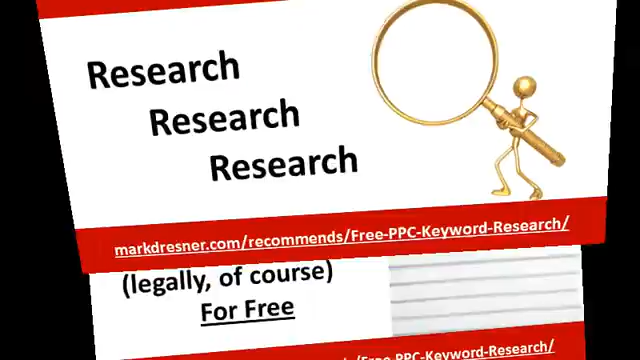 Research
Research
Research
markdresner.com/recommends/Free-PPC-Keyword-Research/
(legally, of course)
For Free
/Free-PPC-Keyword-Research/